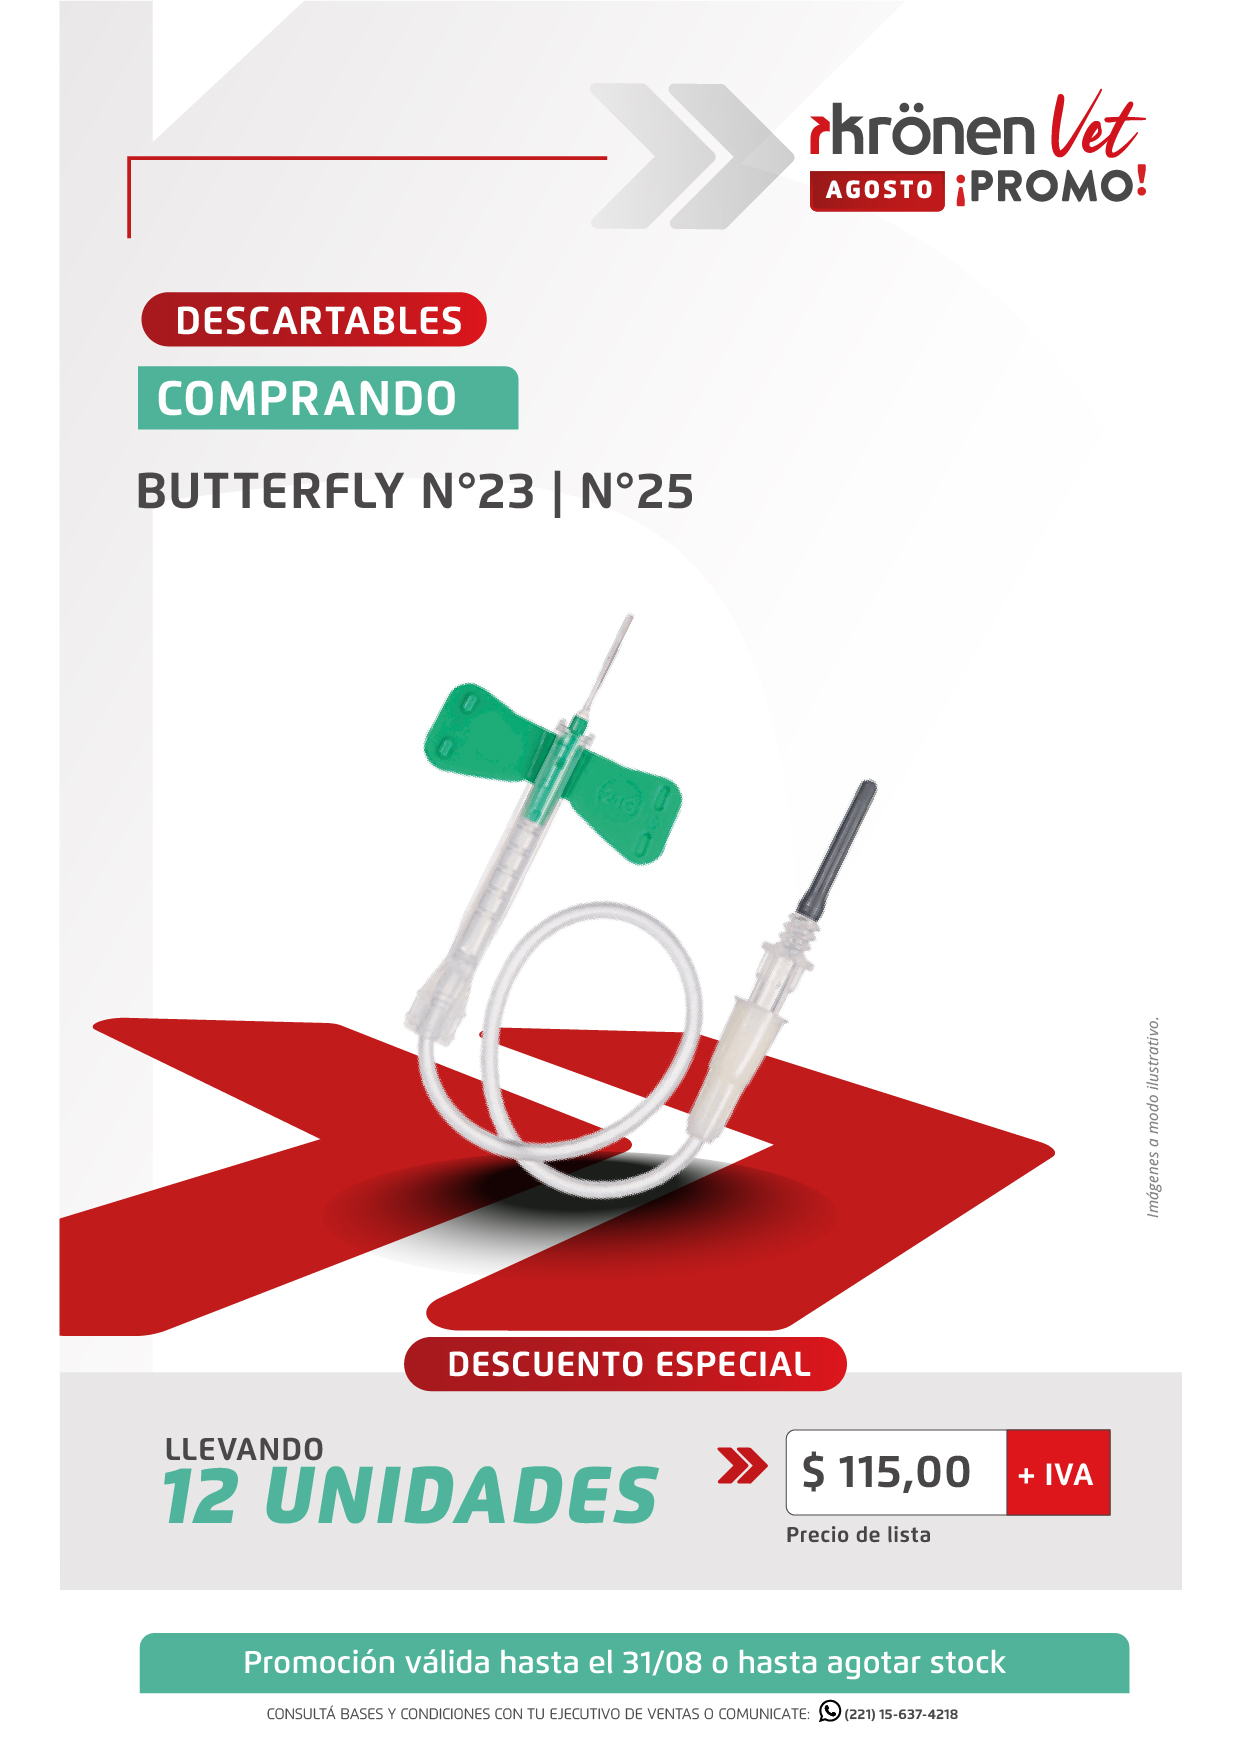 krönen Vet
AGOSTO ¡PROMO!
DESCARTABLES
COMPRANDO
BUTTERFLY N°23 | N°25
21G
Imágenes a modo ilustrativo.
DESCUENTO ESPECIAL
LLEVANDO
12 UNIDADES
$ 115,00 + IVA
Precio de lista
Promoción válida hasta el 31/08 o hasta agotar stock
CONSULTÁ BASES Y CONDICIONES CON TU EJECUTIVO DE VENTAS O COMUNICATE: (221) 15-637-4218